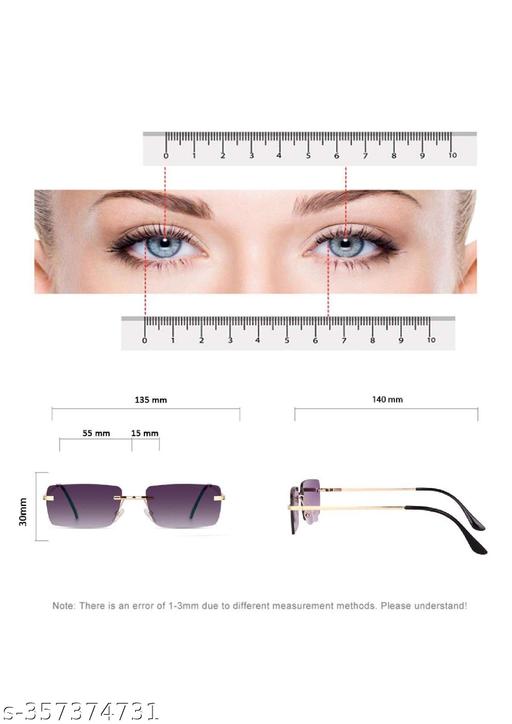 0 1 2 3 4 5 6 7 8 9 10
0 1 2 3 4 5 6 7 8 9 10
135 mm
140 mm
55 mm
15 mm
30mm
Note: There is an error of 1-3mm due to different measurement methods. Please understand!
s-357374731